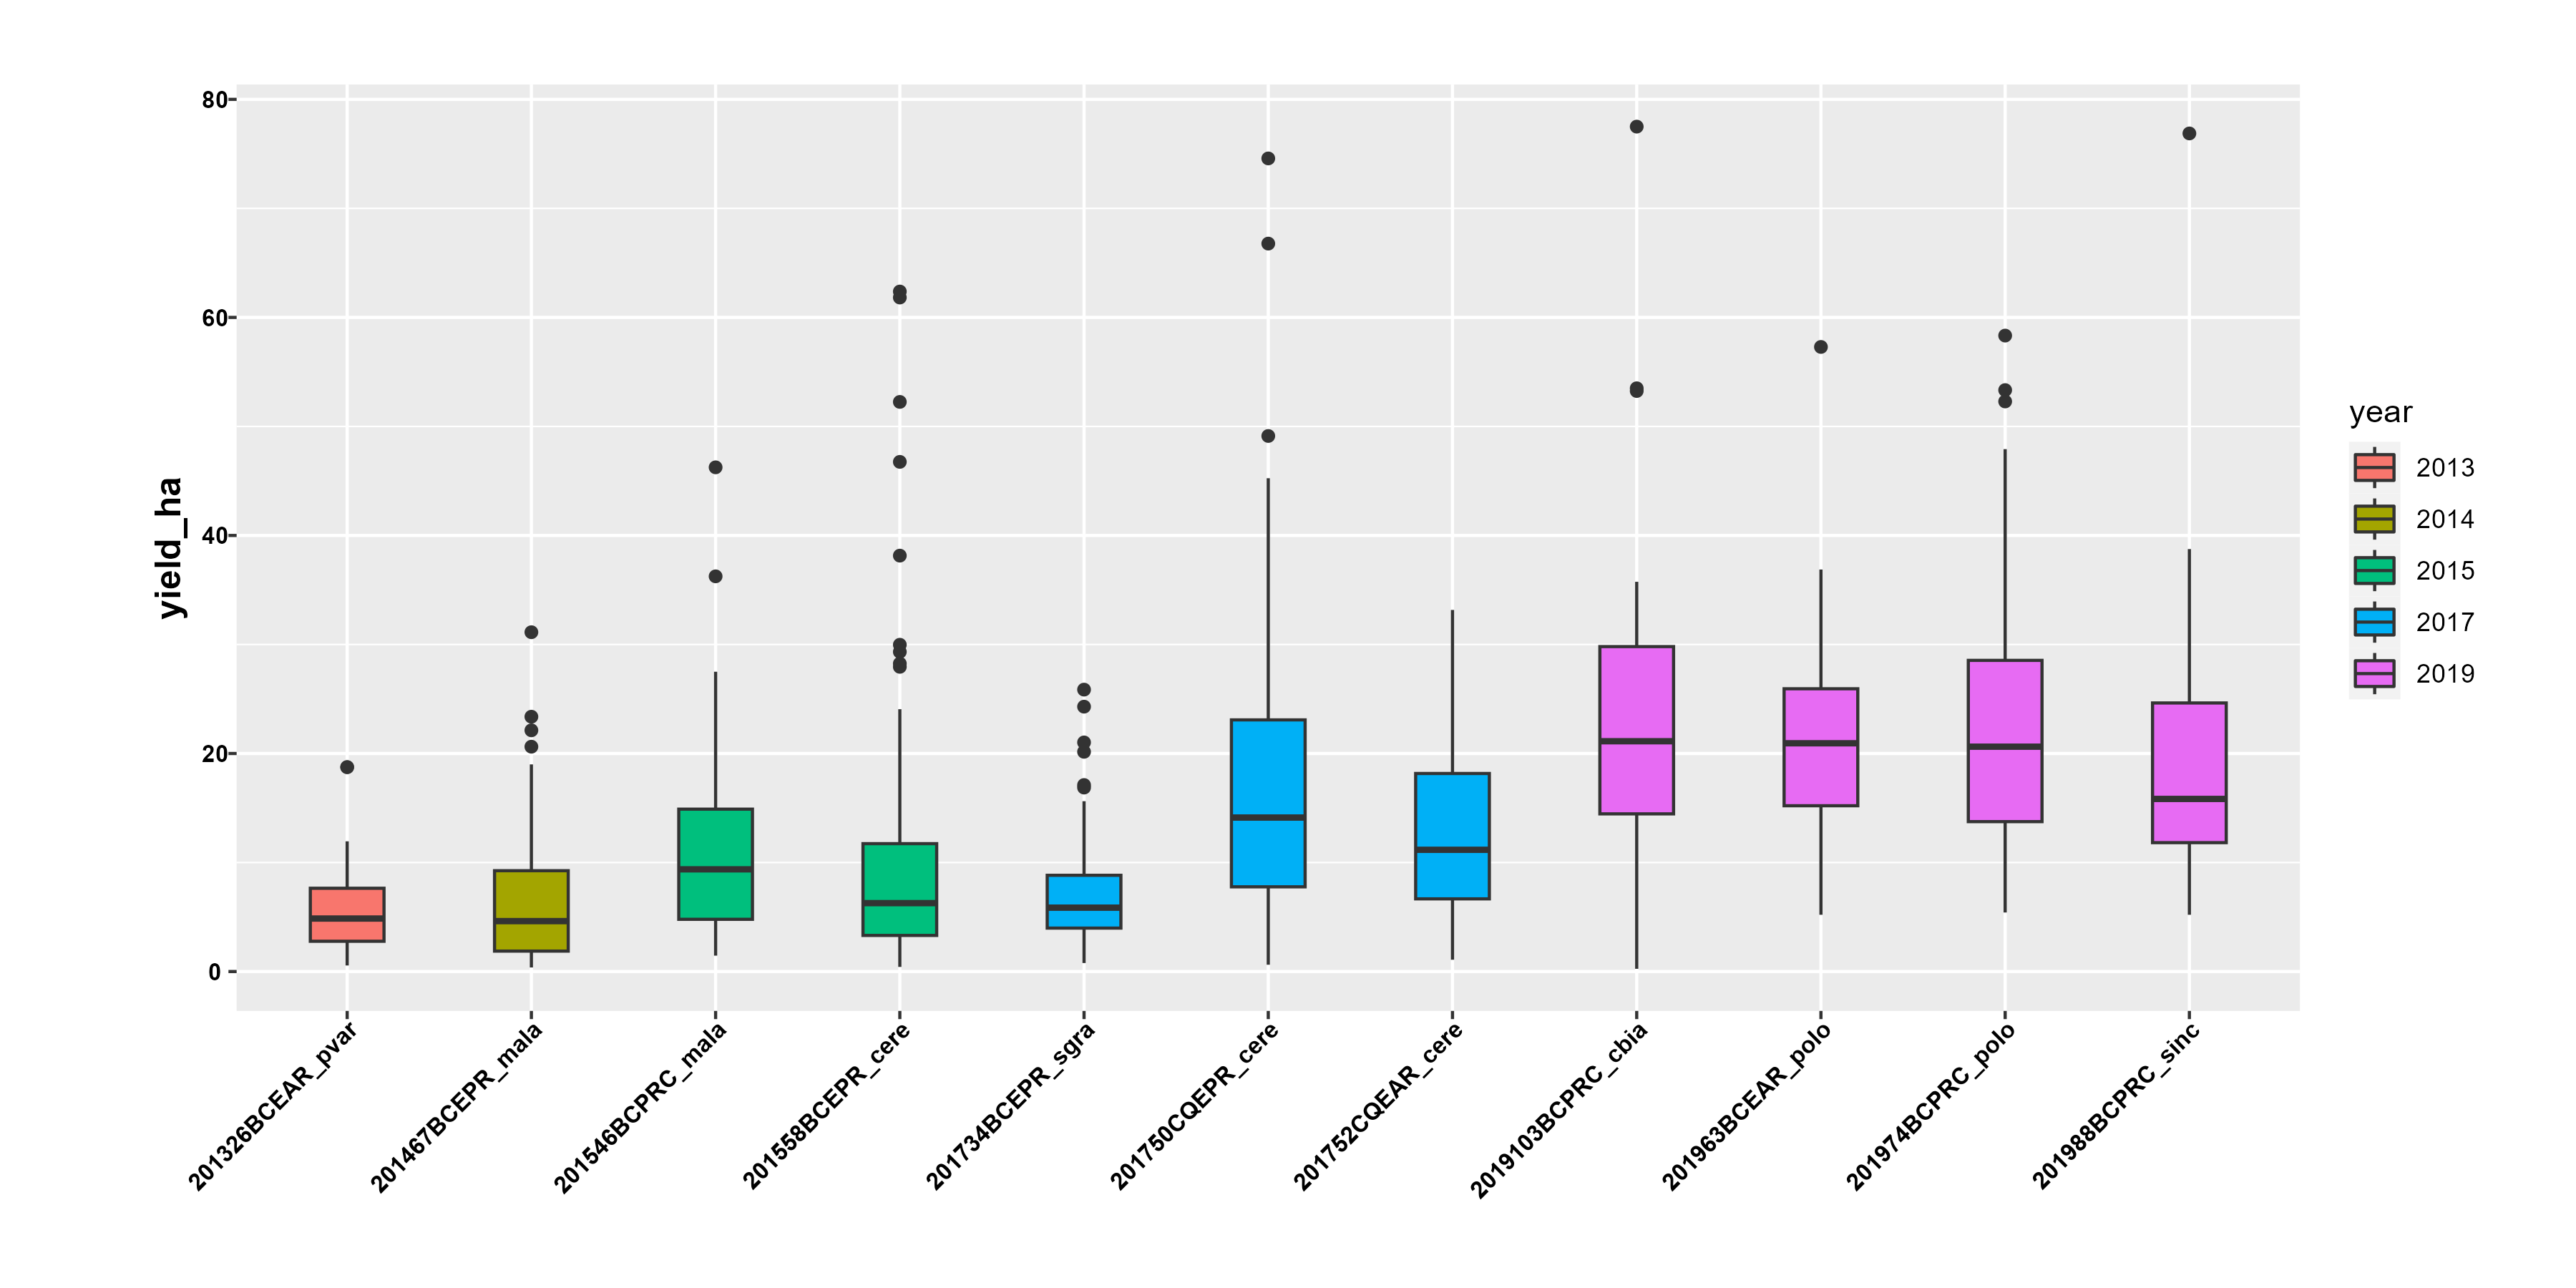 80
60
40
20
0
yield_ha
201326BCEAR_pvar
201467BCEPR_mala
201546BCPRC_mala
201558BCEPR_cere
201734BCEPR_sgra
201750CQEPR_cere
201752CQEAR_cere
2019103BCPRC_cbia
201963BCEAR_polo
201974BCPRC_polo
201988BCPRC_sinc
year
2013
2014
2015
2017
2019